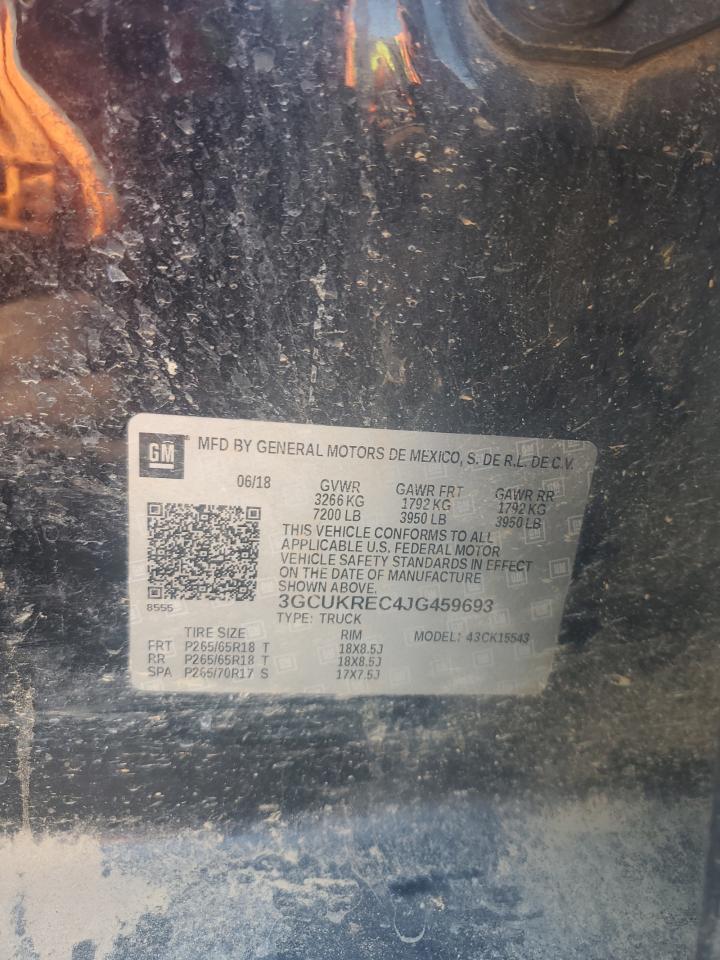 GM MFD BY GENERAL MOTORS DE MEXICO, S. DE R.L. DE C.V.
06/18 GVWR GAWR FRT GAWR RR
3266 KG 1792 KG 1792 KG
7200 LB 3950 LB 3950 LB
THIS VEHICLE CONFORMS TO ALL
APPLICABLE U.S. FEDERAL MOTOR
VEHICLE SAFETY STANDARDS IN EFFECT
ON THE DATE OF MANUFACTURE
SHOWN ABOVE.
8555 3GCUKREC4JG459693
TYPE: TRUCK
TIRE SIZE RIM MODEL: 43CK15543
FRT P265/65R18 T 18X8.5J
RR P265/65R18 T 18X8.5J
SPA P265/70R17 S 17X7.5J